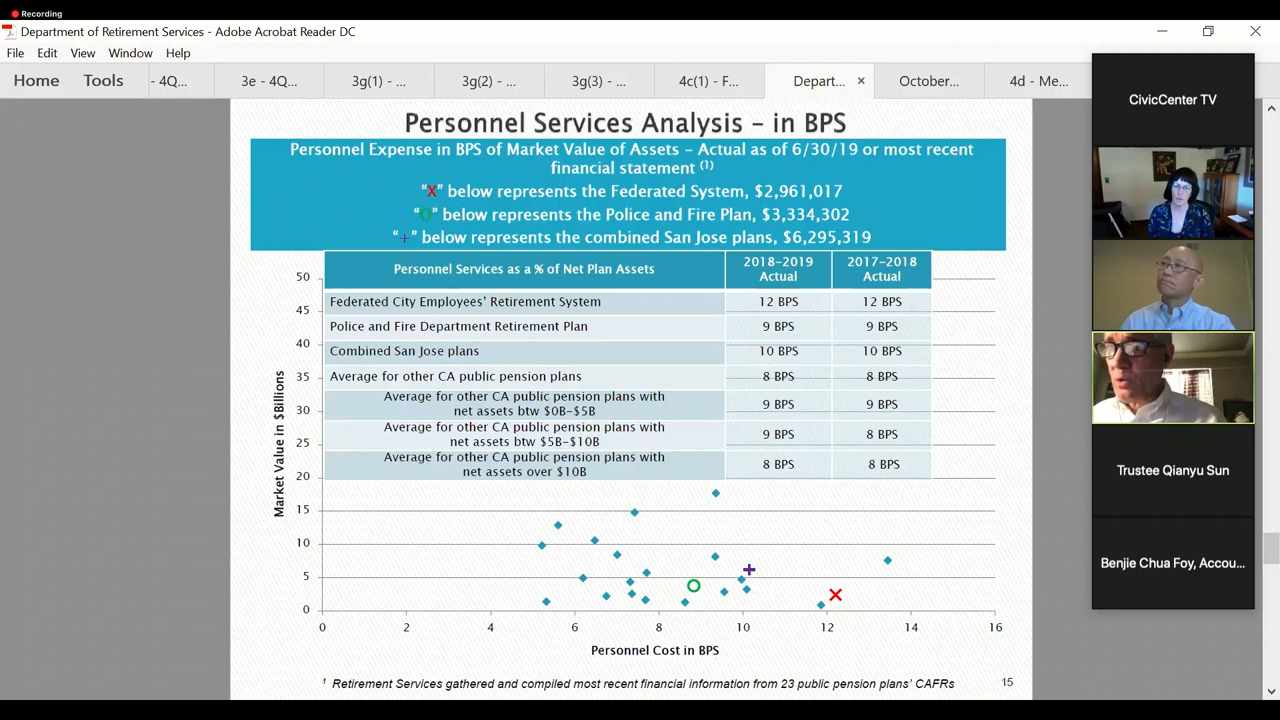 Recording
Department of Retirement Services - Adobe Acrobat Reader DC
File Edit View Window Help
Home Tools - 4Q... 3e - 4Q... 3g(1) - ... 3g(2) - ... 3g(3) - ... 4c(1) - F... Depart... × October... 4d - Me...
Personnel Services Analysis – in BPS
Personnel Expense in BPS of Market Value of Assets – Actual as of 6/30/19 or most recent
financial statement (1)
"X" below represents the Federated System, $2,961,017
"O" below represents the Police and Fire Plan, $3,334,302
"+" below represents the combined San Jose plans, $6,295,319
Personnel Services as a % of Net Plan Assets 2018-2019 Actual 2017-2018 Actual
Federated City Employees' Retirement System 12 BPS 12 BPS
Police and Fire Department Retirement Plan 9 BPS 9 BPS
Combined San Jose plans 10 BPS 10 BPS
Average for other CA public pension plans 8 BPS 8 BPS
Average for other CA public pension plans with
net assets btw $0B-$5B 9 BPS 9 BPS
Average for other CA public pension plans with
net assets btw $5B-$10B 9 BPS 8 BPS
Average for other CA public pension plans with
net assets over $10B 8 BPS 8 BPS
Market Value in $Billions
50
45
40
35
30
25
20
15
10
5
0
0 2 4 6 8 10 12 14 16
Personnel Cost in BPS
1 Retirement Services gathered and compiled most recent financial information from 23 public pension plans' CAFRs
15
CivicCenter TV
Trustee Qianyu Sun
Benjie Chua Foy, Accou...